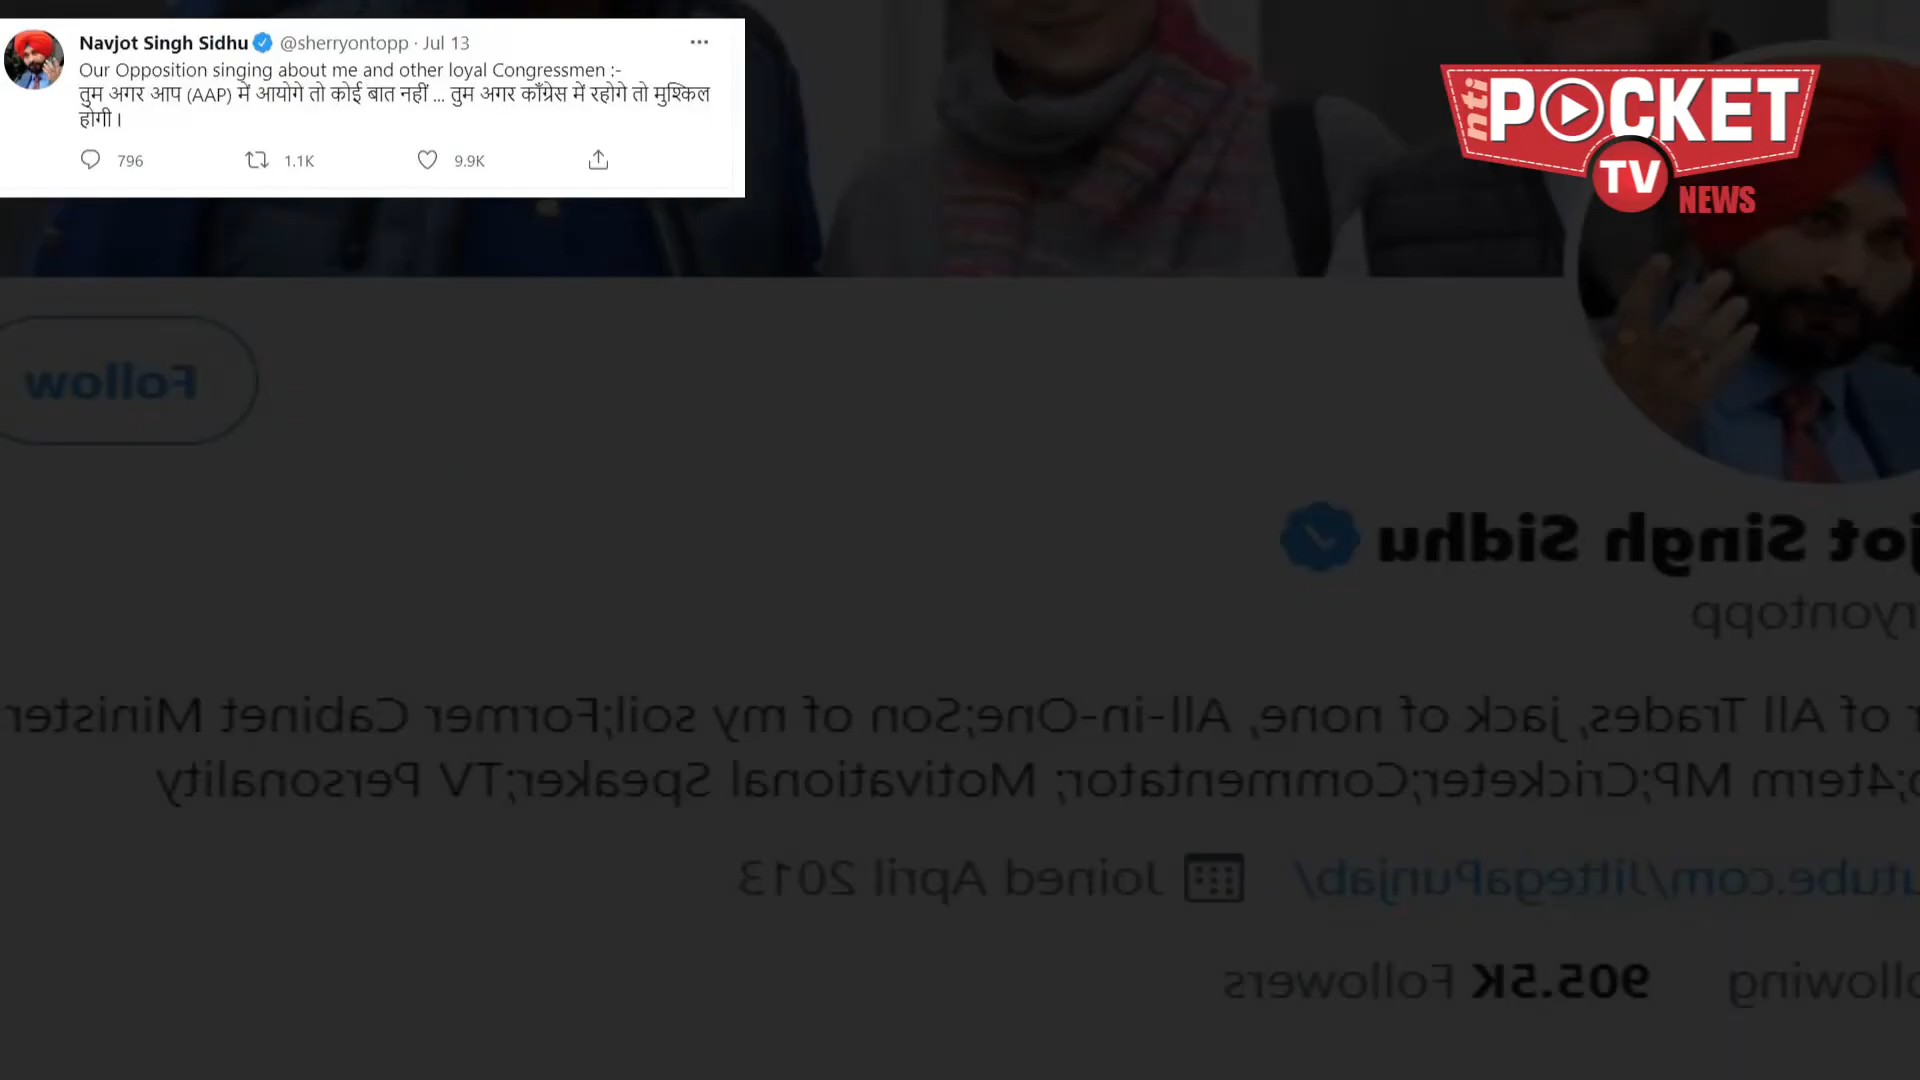 Navjot Singh Sidhu @sherryontopp · Jul 13
Our Opposition singing about me and other loyal Congressmen :-
तुम अगर आप (AAP) में आयोगे तो कोई बात नहीं ... तुम अगर काँग्रेस में रहोगे तो मुश्किल
होगी।
796 1.1K 9.9K
nti POCKET
TV
NEWS
Follow
jot Singh Sidhu
ryontopp
of All Trades, jack of none, All-in-One;Son of my soil;Former Cabinet Minister
4term MP;Cricketer;Commentator; Motivational Speaker;TV Personality
utube.com/JittegaPunjab/ Joined April 2013
ollowing 905.5K Followers